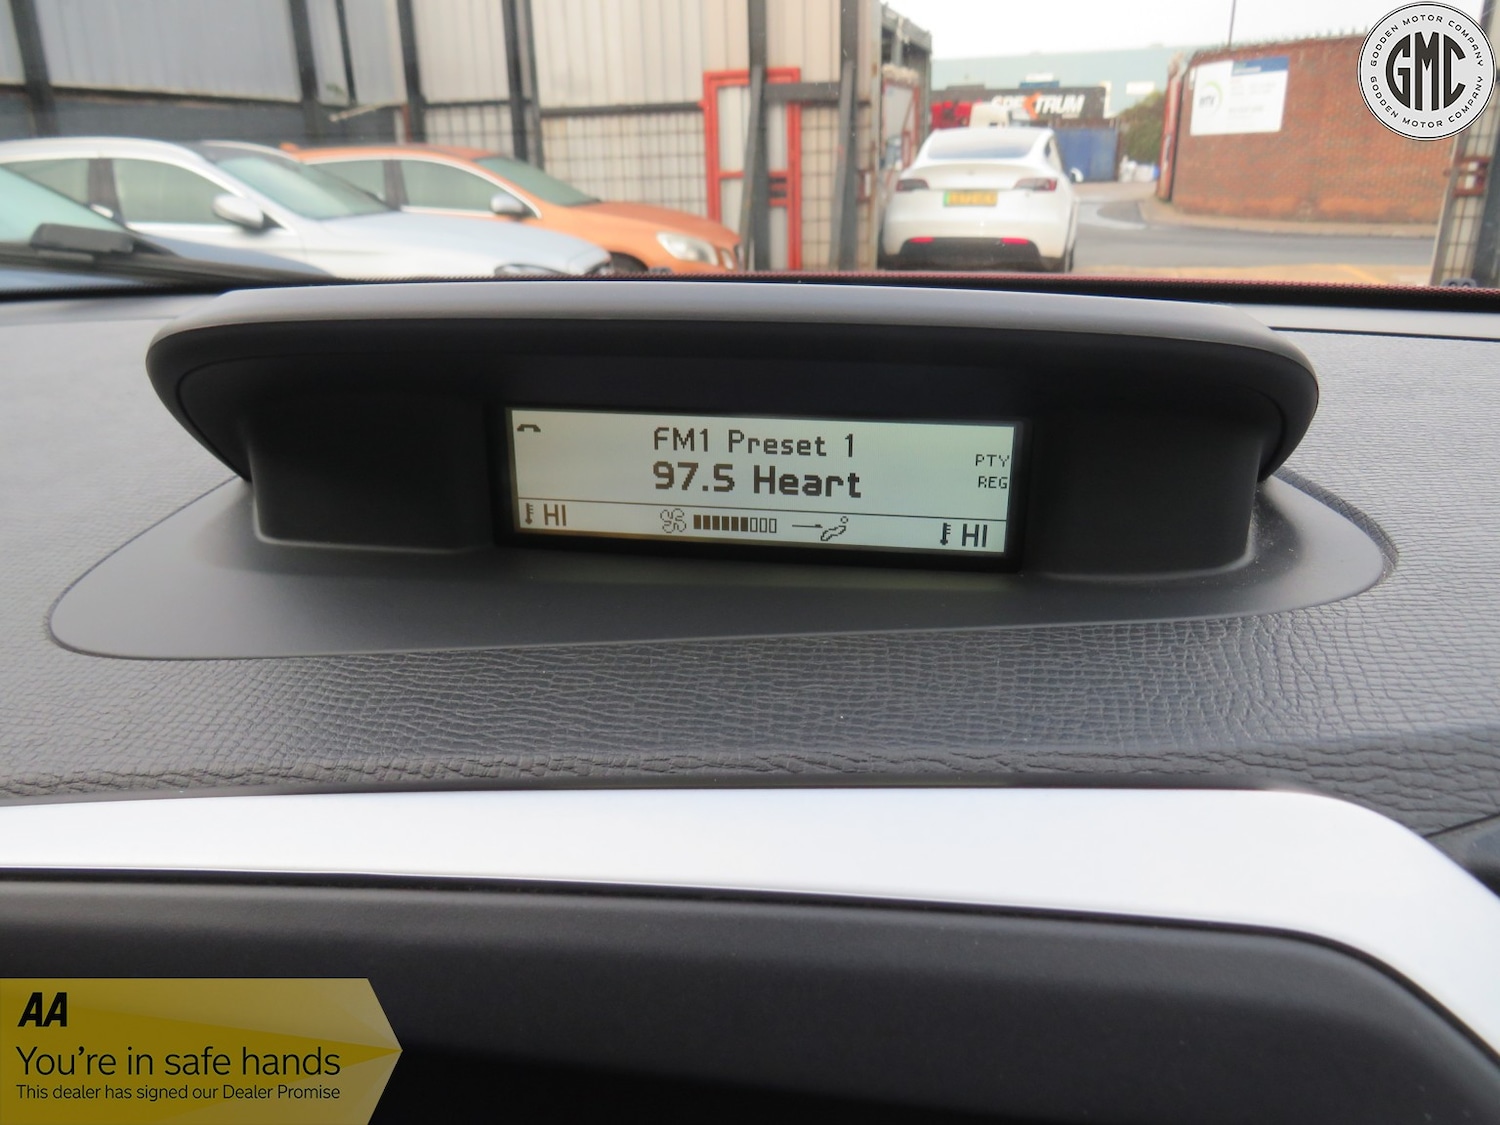 GODDEN MOTOR COMPANY
GMC
GODDEN MOTOR COMPANY
SPECTRUM
FM1 Preset 1
97.5 Heart
PTY
REG
HI
HI
AA
You're in safe hands
This dealer has signed our Dealer Promise